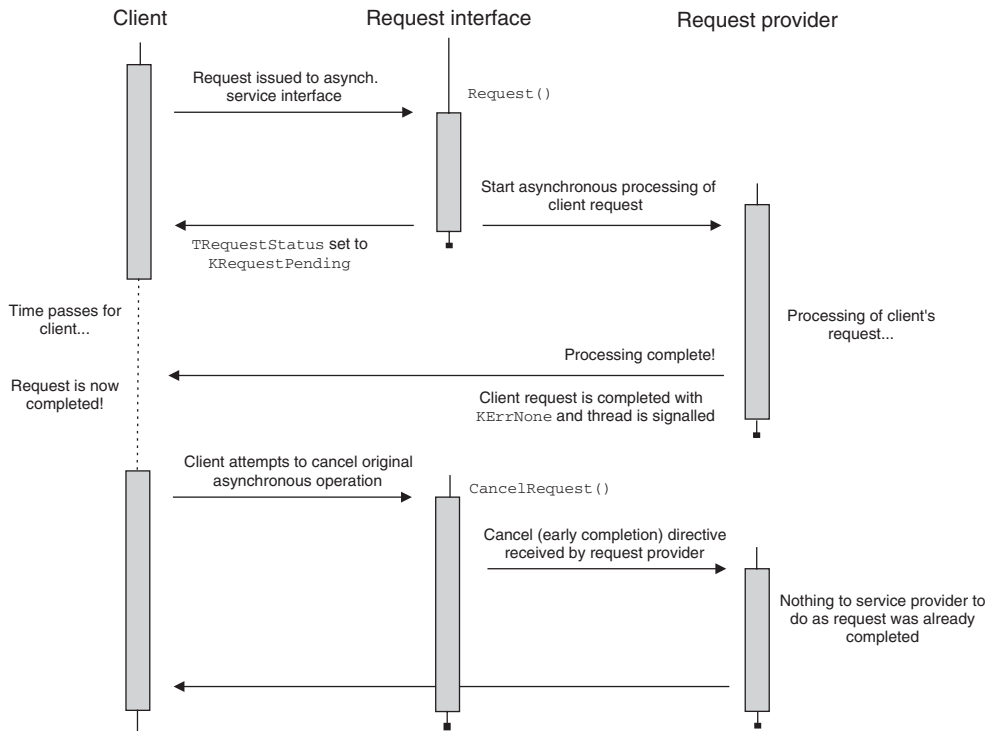 Client
Request interface
Request provider
Request issued to asynch.
service interface
Request()
Start asynchronous processing of
client request
TRequestStatus set to
KRequestPending
Time passes for
client...
Processing of client's
request...
Processing complete!
Request is now
completed!
Client request is completed with
KErrNone and thread is signalled
Client attempts to cancel original
asynchronous operation
CancelRequest()
Cancel (early completion) directive
received by request provider
Nothing to service provider to
do as request was already
completed